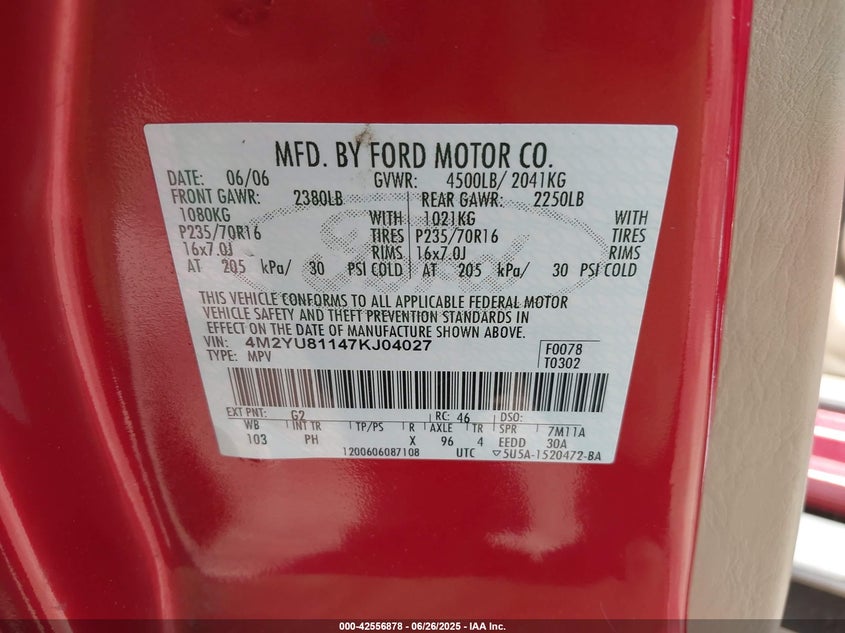 MFD. BY FORD MOTOR CO.
DATE: 06/06 GVWR: 4500LB/ 2041KG
FRONT GAWR: 2380LB REAR GAWR: 2250LB
1080KG WITH 1021KG WITH
P235/70R16 TIRES P235/70R16 TIRES
16x7.0J RIMS 16x7.0J RIMS
AT 205 kPa/ 30 PSI COLD AT 205 kPa/ 30 PSI COLD
Ford
THIS VEHICLE CONFORMS TO ALL APPLICABLE FEDERAL MOTOR
VEHICLE SAFETY AND THEFT PREVENTION STANDARDS IN
EFFECT ON THE DATE OF MANUFACTURE SHOWN ABOVE.
VIN: 4M2YU81147KJ04027 F0078
TYPE: MPV T0302
EXT PNT: G2 RC: 46 DSO:
WB INT TR TP/PS R AXLE TR SPR 7M11A
103 PH X 96 4 EEDD 30A
1200606087108 UTC ▽5U5A-1520472-BA
000-42556878 - 06/26/2025 - IAA Inc.